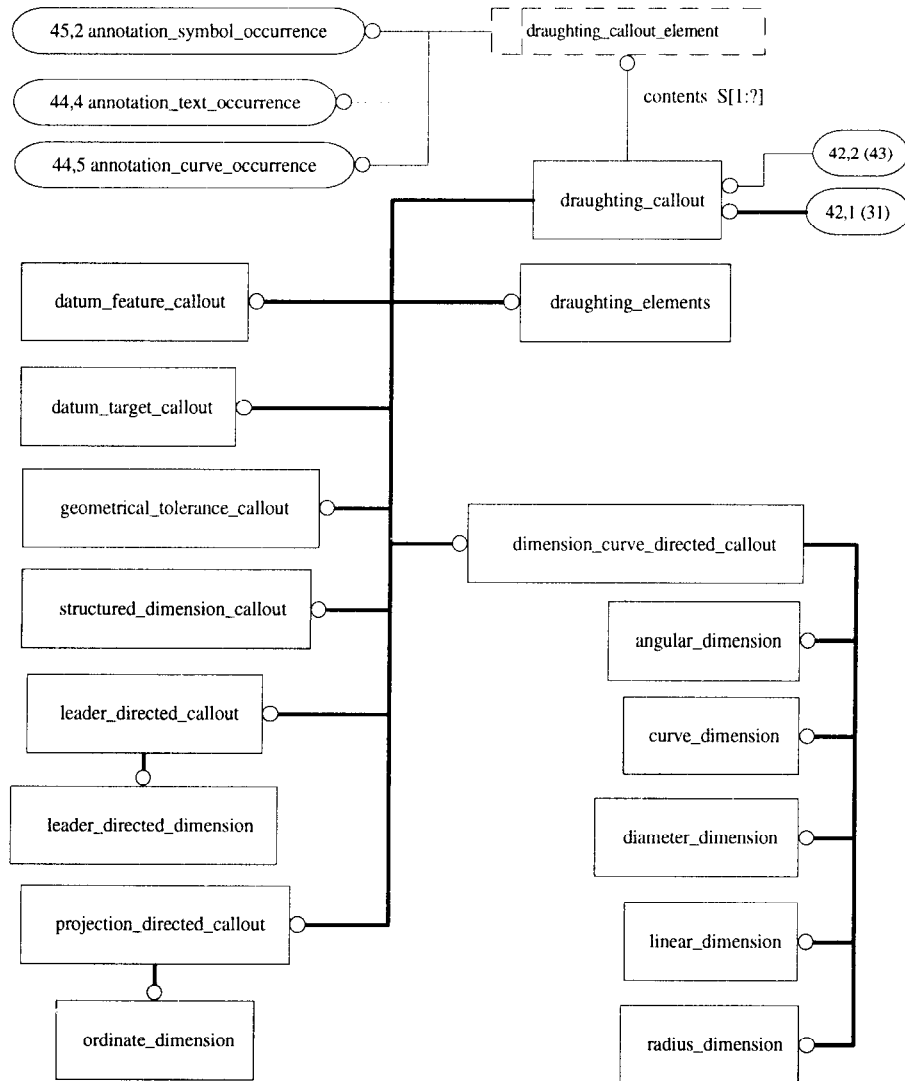 45,2 annotation_symbol_occurrence
draughting_callout_element
44,4 annotation_text_occurrence
contents S[1:?]
44,5 annotation_curve_occurrence
42,2 (43)
draughting_callout
42,1 (31)
datum_feature_callout
draughting_elements
datum_target_callout
geometrical_tolerance_callout
dimension_curve_directed_callout
structured_dimension_callout
angular_dimension
leader_directed_callout
curve_dimension
leader_directed_dimension
diameter_dimension
projection_directed_callout
linear_dimension
ordinate_dimension
radius_dimension